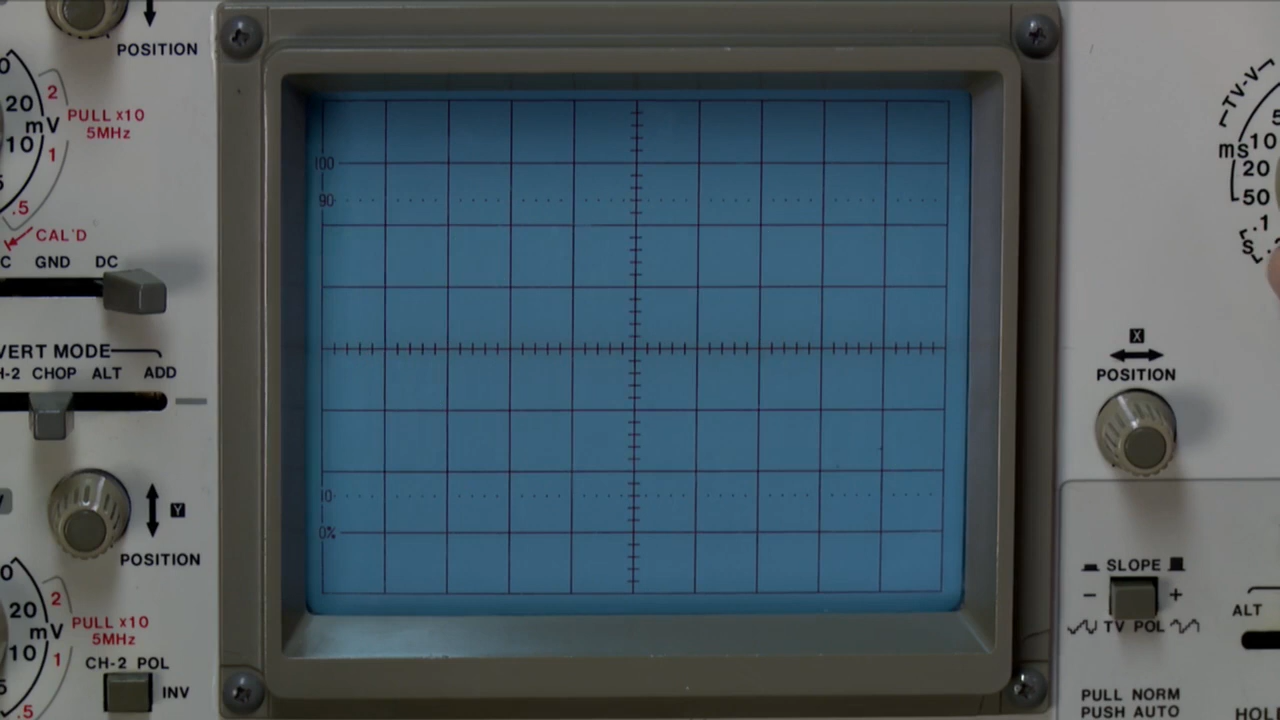 POSITION
20
mV
10
2
1
.5
PULL x10
5MHz
CAL'D
GND DC
VERT MODE
CHOP ALT ADD
Y
POSITION
20
mV
10
2
1
.5
PULL x10
5MHz
CH-2 POL
INV
100
90
10
0%
TV-V
ms
10
20
50
.1
S
X
POSITION
SLOPE
- +
TV POL
ALT
PULL NORM
PUSH AUTO